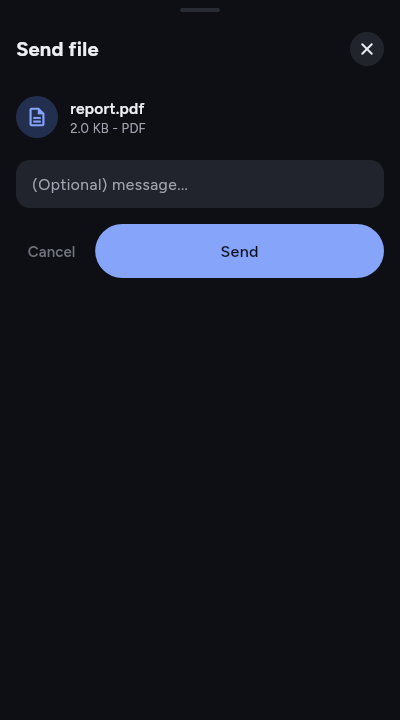 Send file
report.pdf
2.0 KB - PDF
(Optional) message...
Cancel
Send